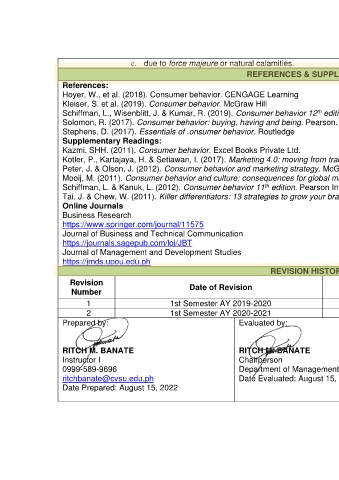 c. due to force majeure or natural calamities.
REFERENCES & SUPPL
References:
Hoyer, W., et al. (2018). Consumer behavior. CENGAGE Learning
Kleiser, S. et al. (2019). Consumer behavior. McGraw Hill
Schiffman, L., Wisenblit, J. & Kumar, R. (2019). Consumer behavior 12th editi
Solomon, R. (2017). Consumer behavior: buying, having and being. Pearson.
Stephens, D. (2017). Essentials of .onsumer behavior. Routledge
Supplementary Readings:
Kazmi, SHH. (2011). Consumer behavior. Excel Books Private Ltd.
Kotler, P., Kartajaya, H. & Setiawan, I. (2017). Marketing 4.0: moving from tra
Peter, J. & Olson, J. (2012). Consumer behavior and marketing strategy. McG
Mooij, M. (2011). Consumer behavior and culture: consequences for global m
Schiffman, L. & Kanuk, L. (2012). Consumer behavior 11th edition. Pearson In
Tai, J. & Chew, W. (2011). Killer differentiators: 13 strategies to grow your bra
Online Journals
Business Research
https://www.springer.com/journal/11575
Journal of Business and Technical Communication
https://journals.sagepub.com/loi/JBT
Journal of Management and Development Studies
https://jmds.upou.edu.ph
REVISION HISTOR
Revision Number
Date of Revision
1 1st Semester AY 2019-2020
2 1st Semester AY 2020-2021
Prepared by: Evaluated by:
RITCH M. BANATE RITCH M. BANATE
Instructor I Chairperson
0999-589-9696 Department of Management
ritchbanate@cvsu.edu.ph Date Evaluated: August 15,
Date Prepared: August 15, 2022